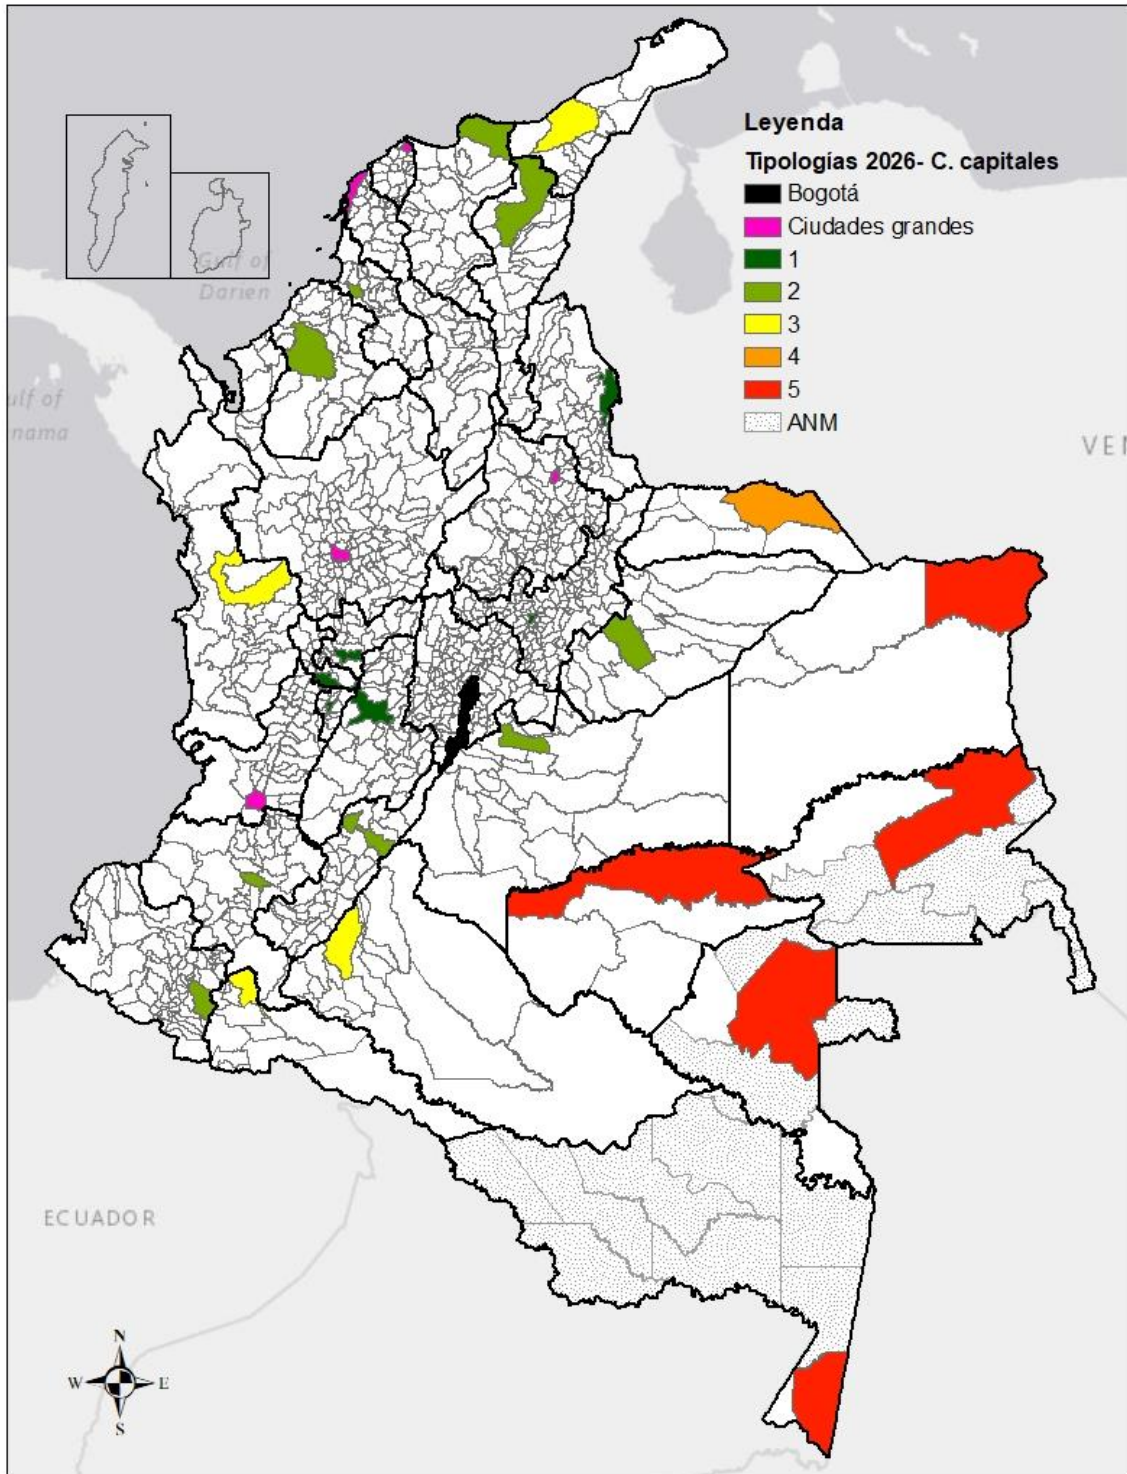 Leyenda
Tipologías 2026- C. capitales
Bogotá
Ciudades grandes
1
2
3
4
5
ANM
Gulf of
Darien
ulf of
nama
VEN
ECUADOR
N
W
E
S